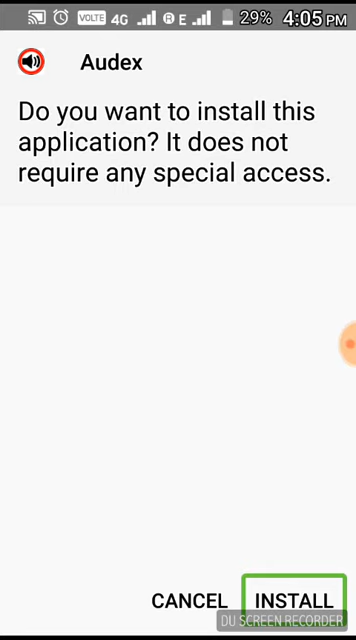 VOLTE 4G R E 29% 4:05 PM
Audex
Do you want to install this
application? It does not
require any special access.
CANCEL INSTALL
DU SCREEN RECORDER